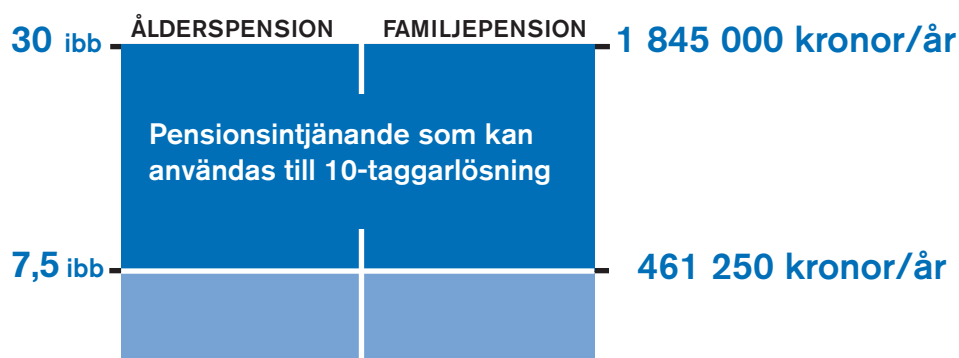 ÅLDERSPENSION FAMILJEPENSION
30 ibb 1 845 000 kronor/år
Pensionsintjänande som kan
användas till 10-taggarlösning
7,5 ibb 461 250 kronor/år